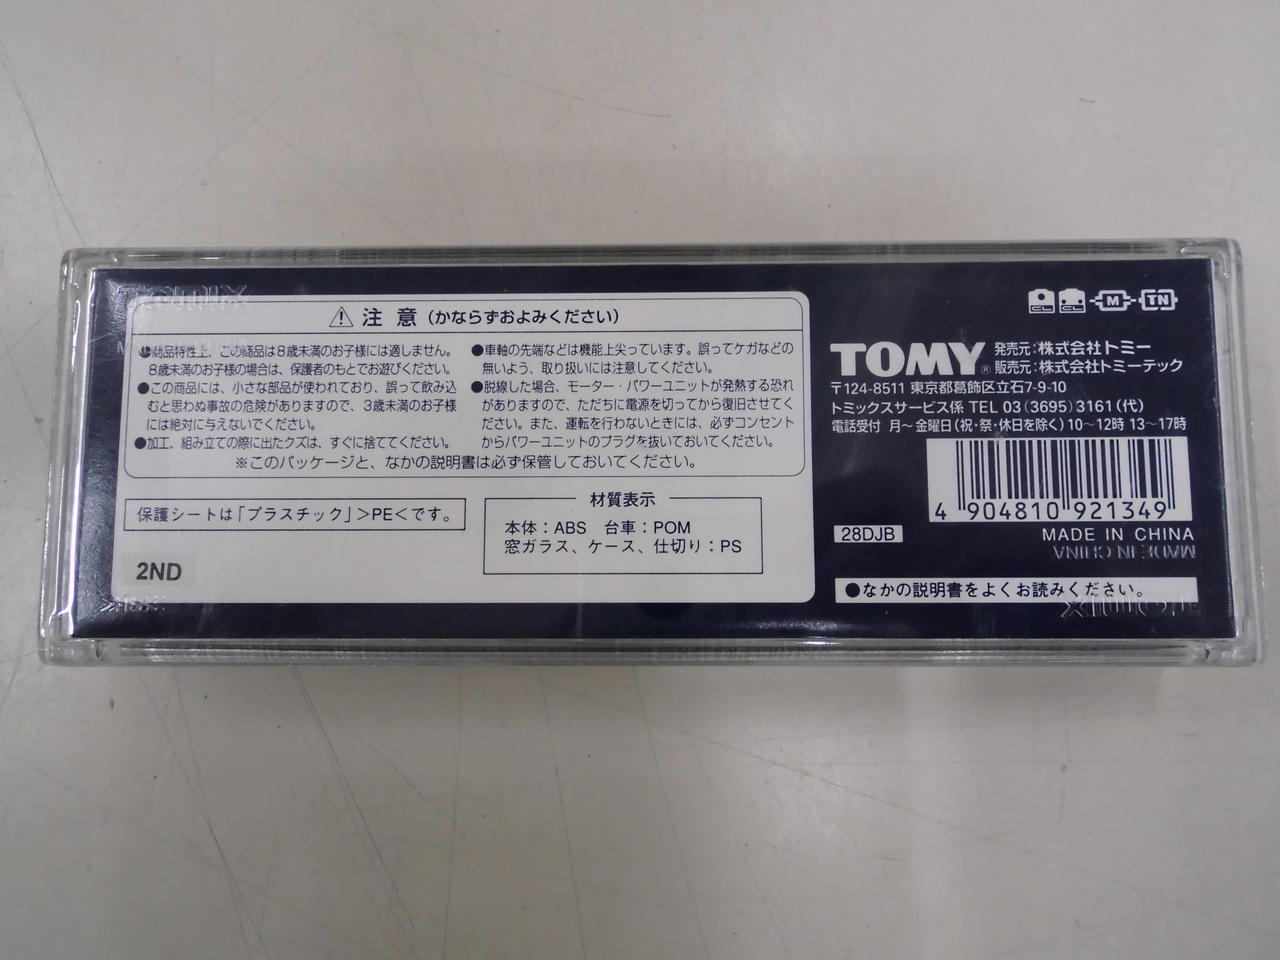 TOMIX
⚠ 注 意 (かならずおよみください)
●商品特性上、この商品は8歳未満のお子様には適しません。
8歳未満のお子様の場合は、保護者のもとでお遊びください。
●この商品には、小さな部品が使われており、誤って飲み込
むと思わぬ事故の危険がありますので、3歳未満のお子様
には絶対に与えないでください。
●加工、組み立ての際に出たクズは、すぐに捨ててください。
●車軸の先端などは機能上尖っています。誤ってケガなどの
無いよう、取り扱いには注意してください。
●脱線した場合、モーター・パワーユニットが発熱する恐れ
がありますので、ただちに電源を切ってから復旧させてく
ださい。また、運転を行わないときには、必ずコンセント
からパワーユニットのプラグを抜いておいてください。
※このパッケージと、なかの説明書は必ず保管しておいてください。
保護シートは「プラスチック」>PE<です。
材質表示
本体:ABS 台車:POM
窓ガラス、ケース、仕切り:PS
2ND
CL CL M TN
TOMY® 発売元:株式会社トミー
販売元:株式会社トミーテック
〒124-8511 東京都葛飾区立石7-9-10
トミックスサービス係 TEL 03(3695)3161(代)
電話受付 月〜金曜日(祝・祭・休日を除く)10〜12時 13〜17時
4 904810 921349
28DJB
MADE IN CHINA
MADE IN CHINA
●なかの説明書をよくお読みください。
TOMIX